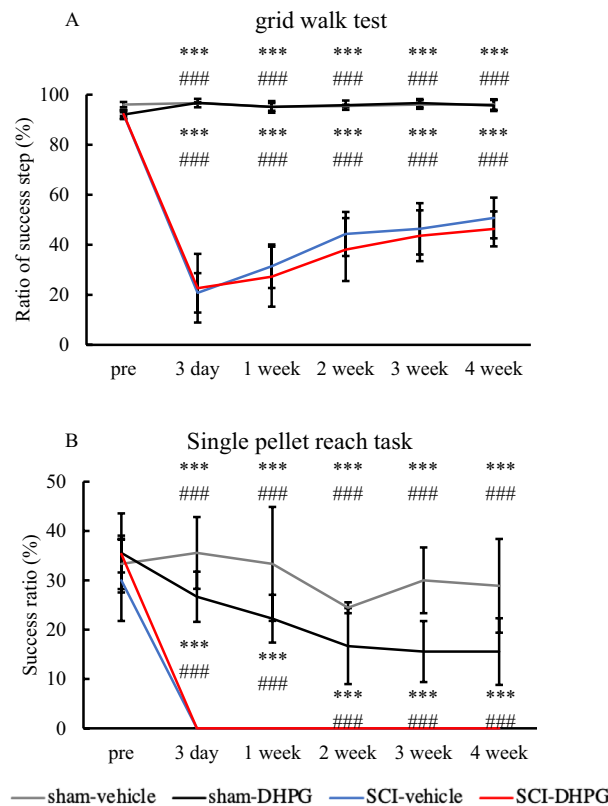 A
grid walk test
*** *** *** *** ***
### ### ### ### ###
*** *** *** *** ***
### ### ### ### ###
Ratio of success step (%)
100
80
60
40
20
0
pre 3 day 1 week 2 week 3 week 4 week
B
Single pellet reach task
*** *** *** *** ***
### ### ### ### ###
*** *** *** *** ***
### ### ### ### ###
Success ratio (%)
50
40
30
20
10
0
pre 3 day 1 week 2 week 3 week 4 week
sham-vehicle sham-DHPG SCI-vehicle SCI-DHPG